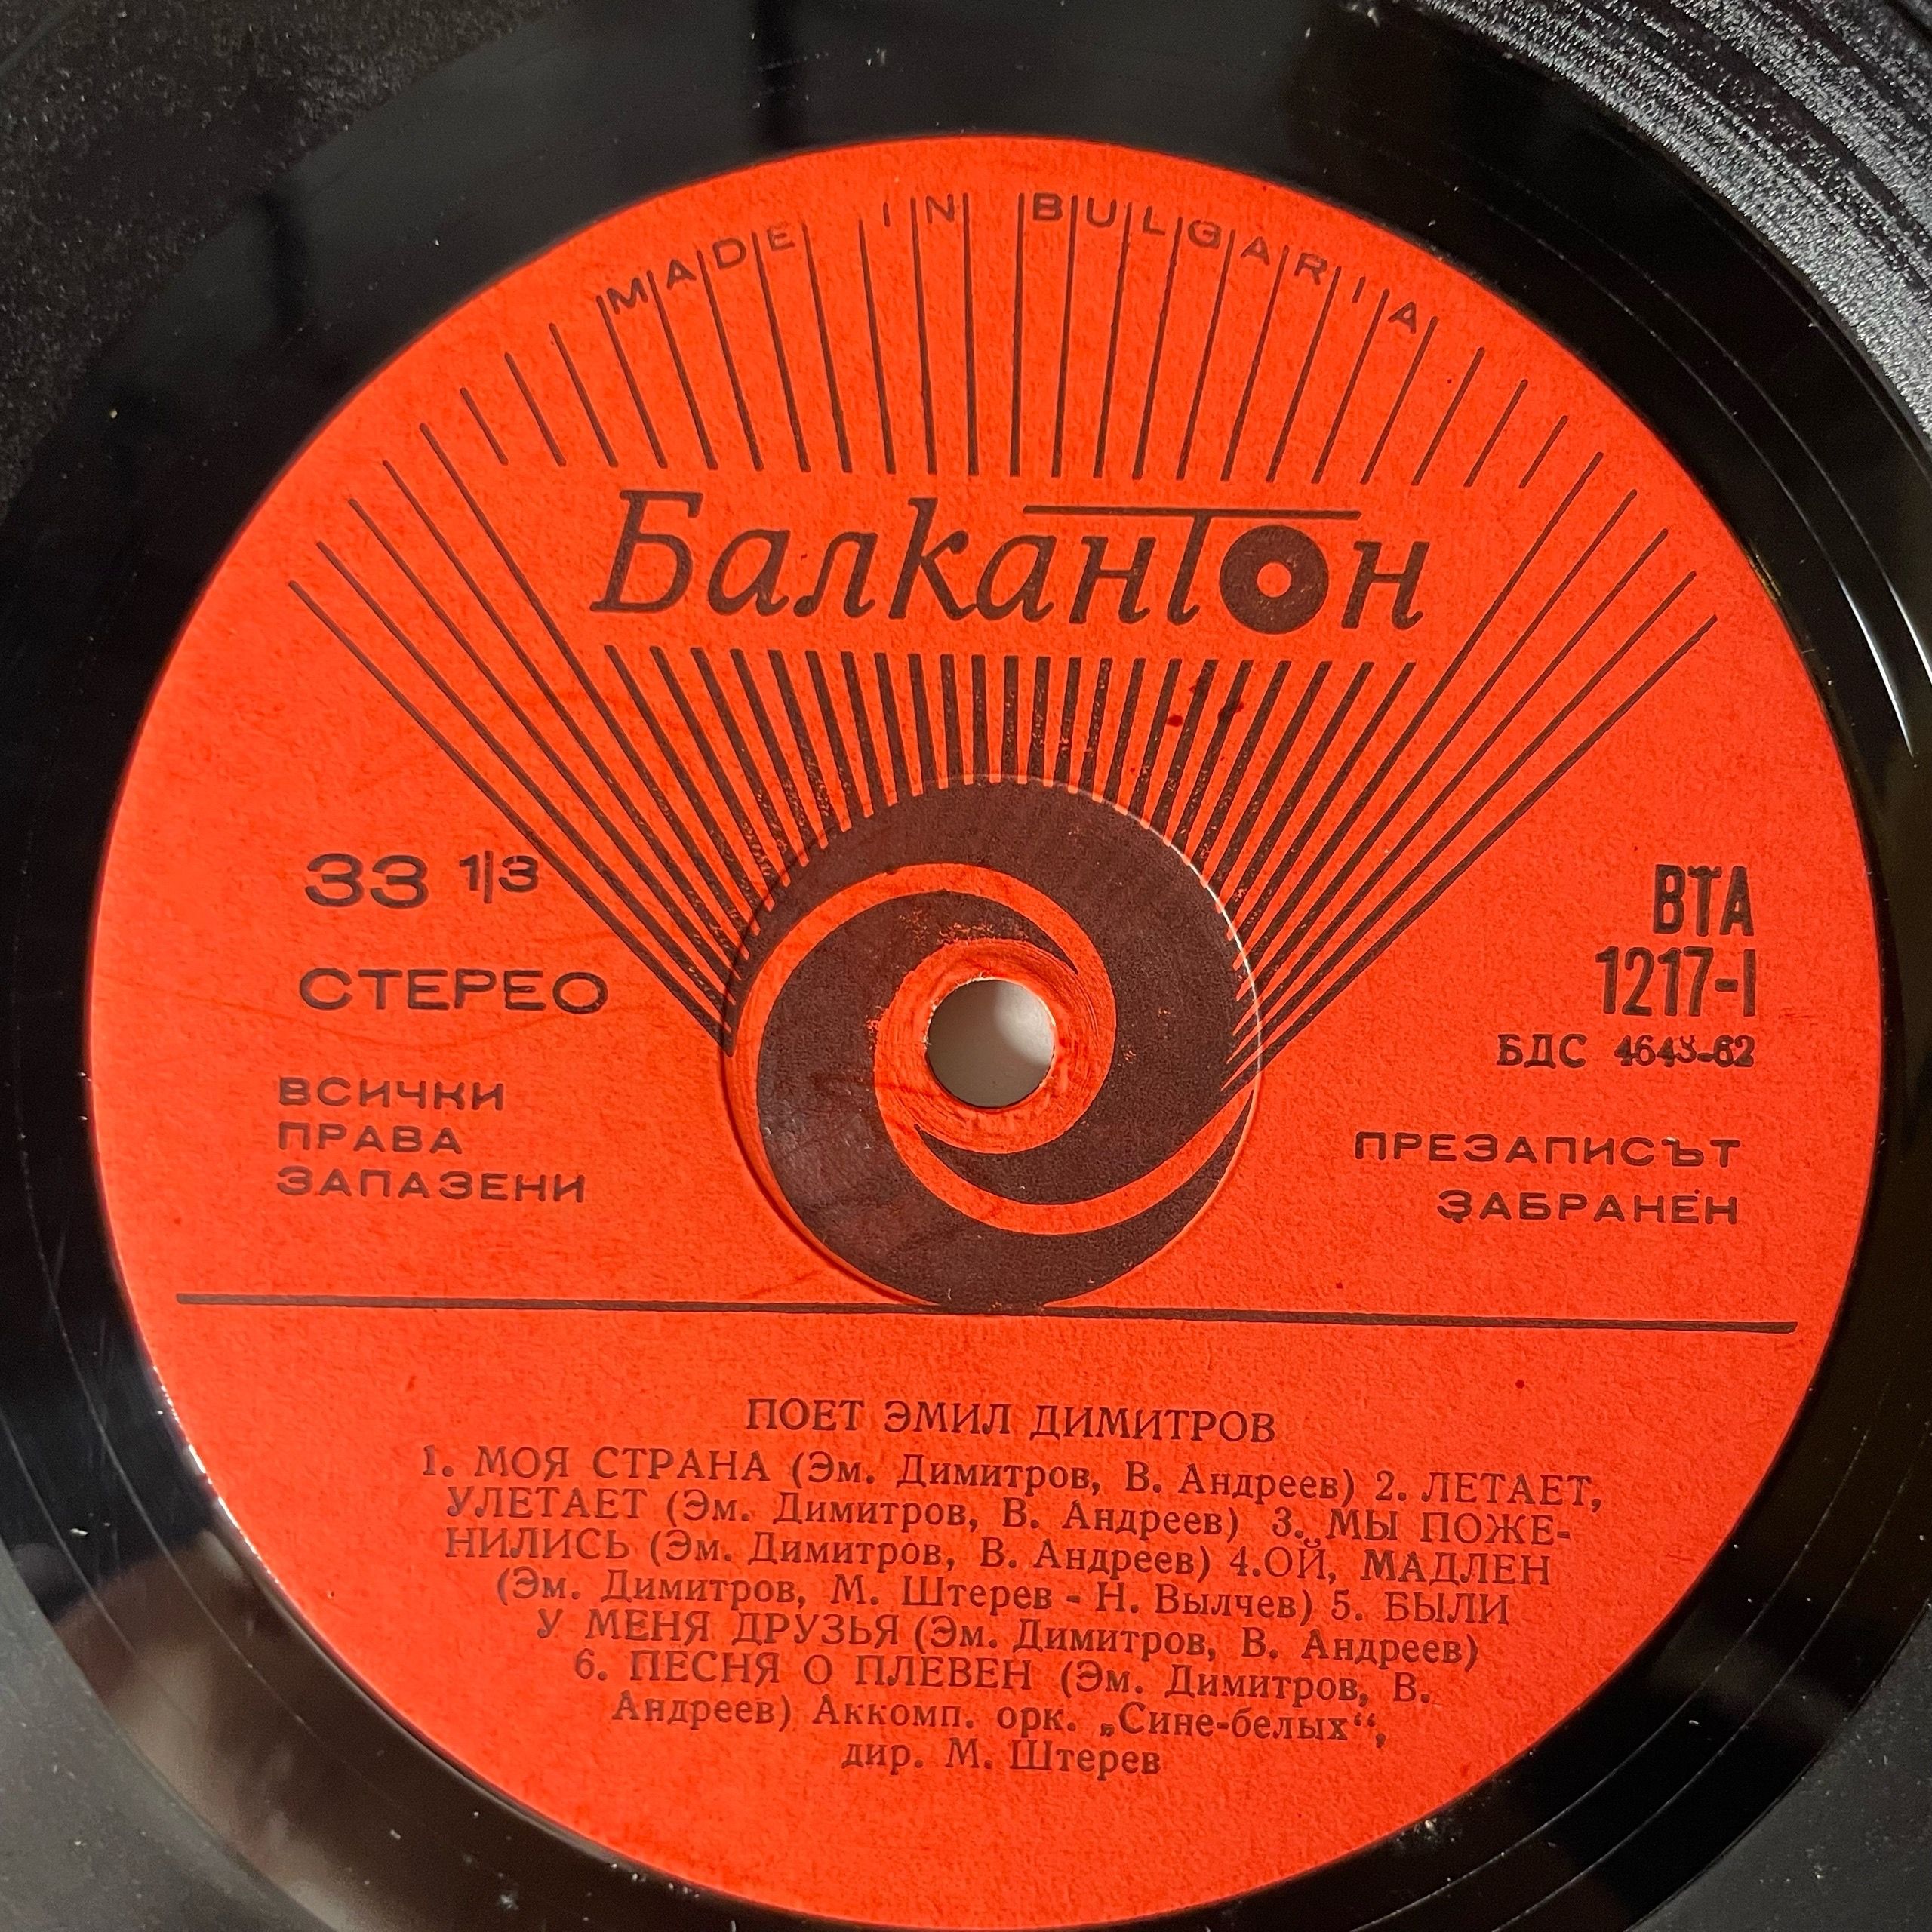 MADE IN BULGARIA
Балкантон
33 1/3
СТЕРЕО
ВСИЧКИ
ПРАВА
ЗАПАЗЕНИ
ВТА
1217-I
БДС
ПРЕЗАПИСЪТ
ЗАБРАНЕН
ПОЕТ ЭМИЛ ДИМИТРОВ
1. МОЯ СТРАНА (Эм. Димитров, В. Андреев) 2. ЛЕТАЕТ,
УЛЕТАЕТ (Эм. Димитров, В. Андреев) 3. МЫ ПОЖЕ-
НИЛИСЬ (Эм. Димитров, В. Андреев) 4.ОЙ, МАДЛЕН
(Эм. Димитров, М. Штерев - Н. Вылчев) 5. БЫЛИ
У МЕНЯ ДРУЗЬЯ (Эм. Димитров, В. Андреев)
6. ПЕСНЯ О ПЛЕВЕН (Эм. Димитров, В.
Андреев) Аккомп. орк. „Сине-белых“,
дир. М. Штерев